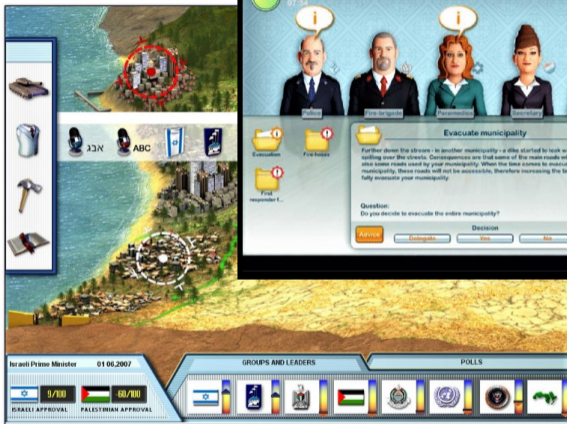 07:54
Police
Fire-brigade
Paramedics
Secretary
אבג
ABC
Evacuation
Fire-hoses
First
responder f...
Evacuate municipality
Further down the stream - in another municipality - a dike started to leak w
spilling over the streets. Consequences are that some of the main roads wi
also some roads used by your municipality. When the time comes to evacua
municipality, these roads will not be accessible, therefore increasing the ti
fully evacuate your municipality.
Question:
Do you decide to evacuate the entire municipality?
Decision
Advise
Delegate
Yes
No
Israeli Prime Minister 01 06,2007
GROUPS AND LEADERS
POLLS
9/100
-60/100
ISRAELI APPROVAL
PALESTINIAN APPROVAL